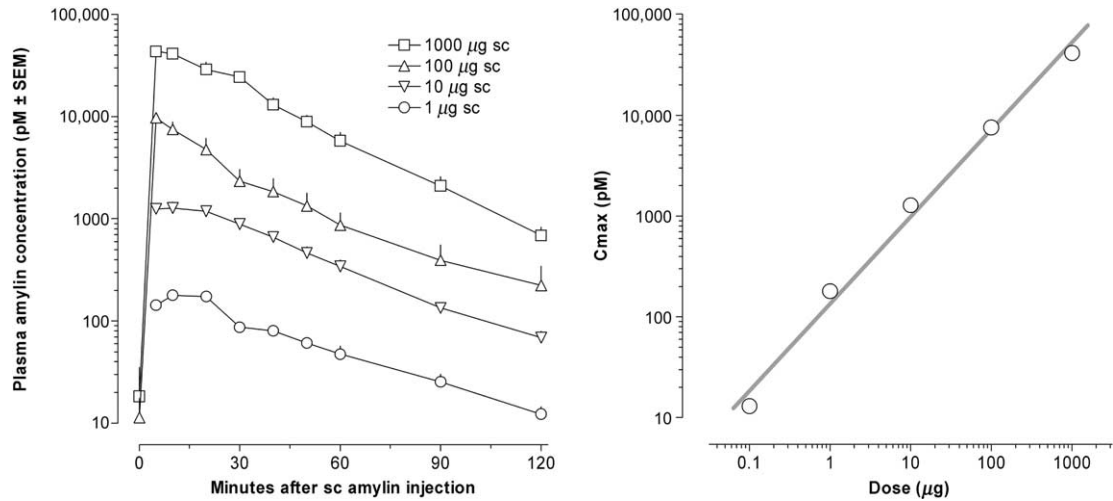 Plasma amylin concentration (pM ± SEM)
100,000
10,000
1000
100
10
1000 μg sc
100 μg sc
10 μg sc
1 μg sc
0
30
60
90
120
Minutes after sc amylin injection
Cmax (pM)
100,000
10,000
1000
100
10
0.1
1
10
100
1000
Dose (μg)